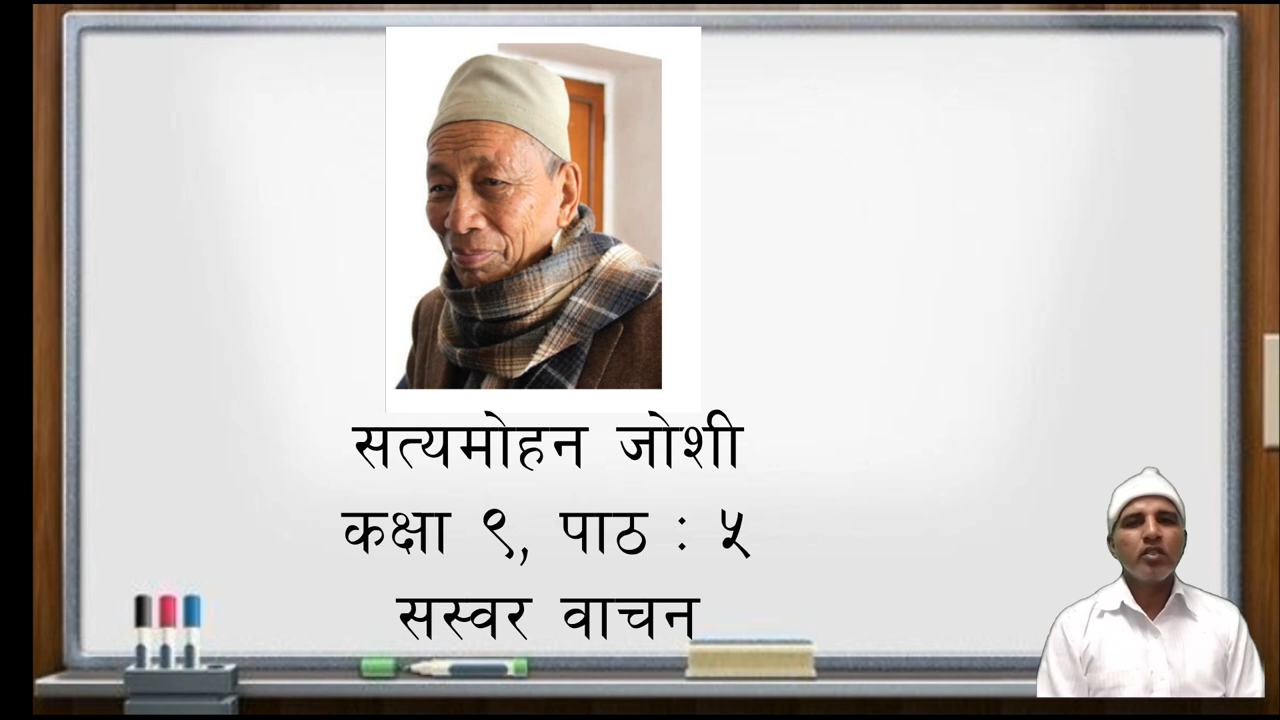 सत्यमोहन जोशी
कक्षा ९, पाठ : ५
सस्वर वाचन